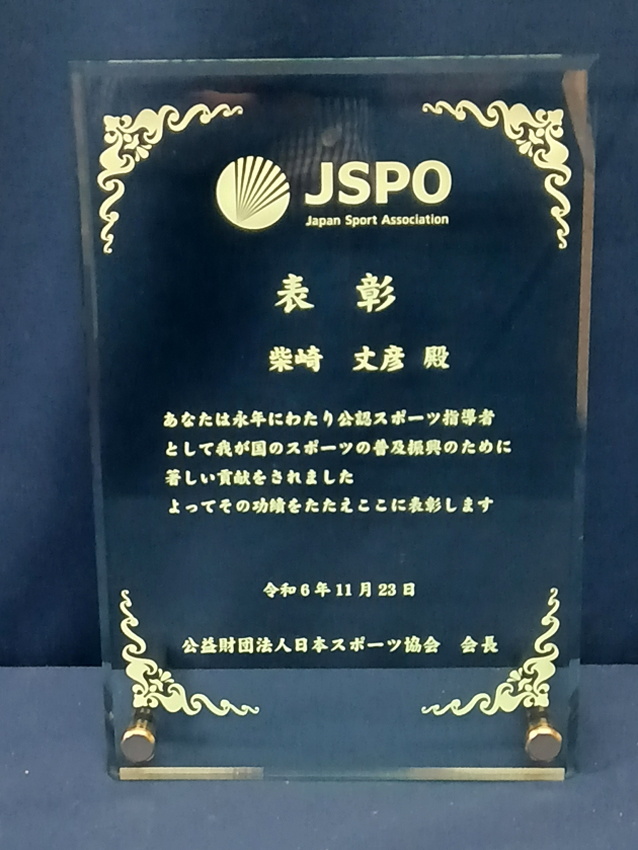 JSPO
Japan Sport Association
表 彰
柴崎 丈彦 殿
あなたは永年にわたり公認スポーツ指導者
として我が国のスポーツの普及振興のために
著しい貢献をされました
よってその功績をたたえここに表彰します
令和6年11月23日
公益財団法人日本スポーツ協会 会長